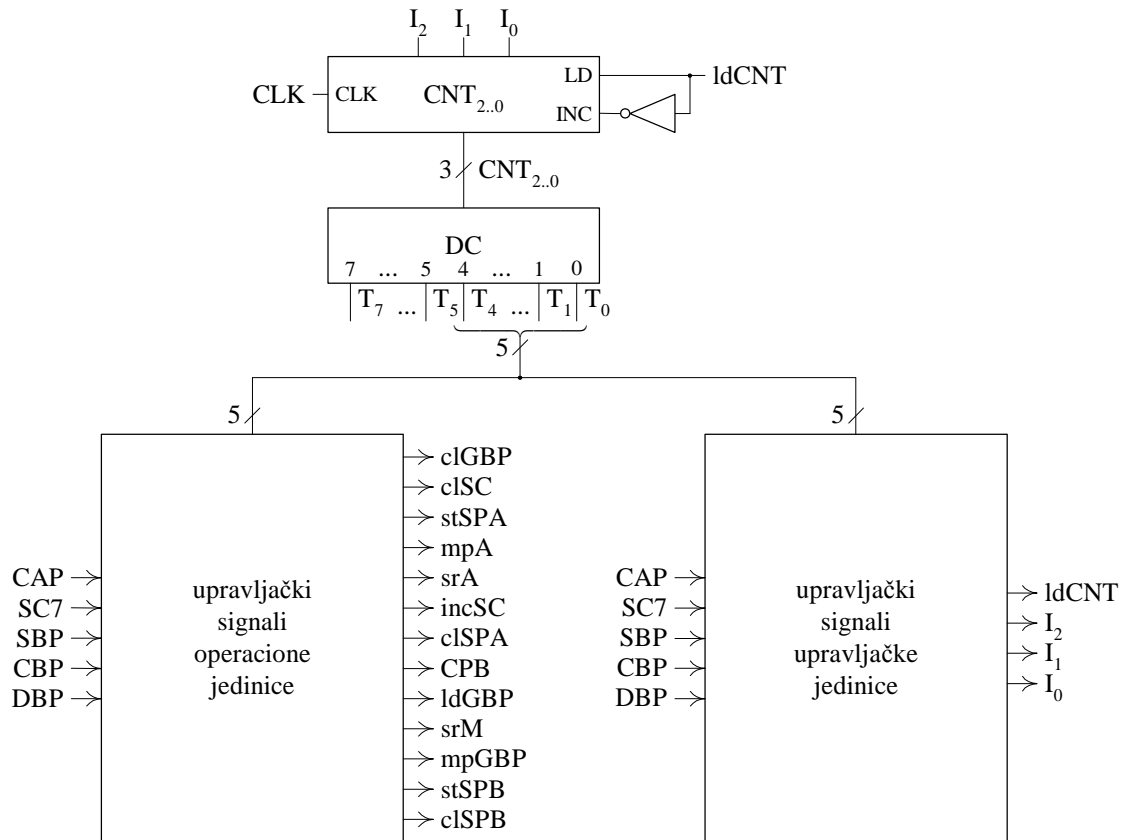 I₂ I₁ I₀
LD ldCNT
CLK CLK CNT₂..₀
INC
3 CNT₂..₀
DC
7 ... 5 4 ... 1 0
T₇ ... T₅ T₄ ... T₁ T₀
5
5 5
clGBP
clSC
stSPA
mpA
srA
incSC
clSPA
CPB
ldGBP
srM
mpGBP
stSPB
clSPB
CAP
SC7
SBP
CBP
DBP
upravljački
signali
operacione
jedinice
CAP
SC7
SBP
CBP
DBP
upravljački
signali
upravljačke
jedinice
ldCNT
I₂
I₁
I₀